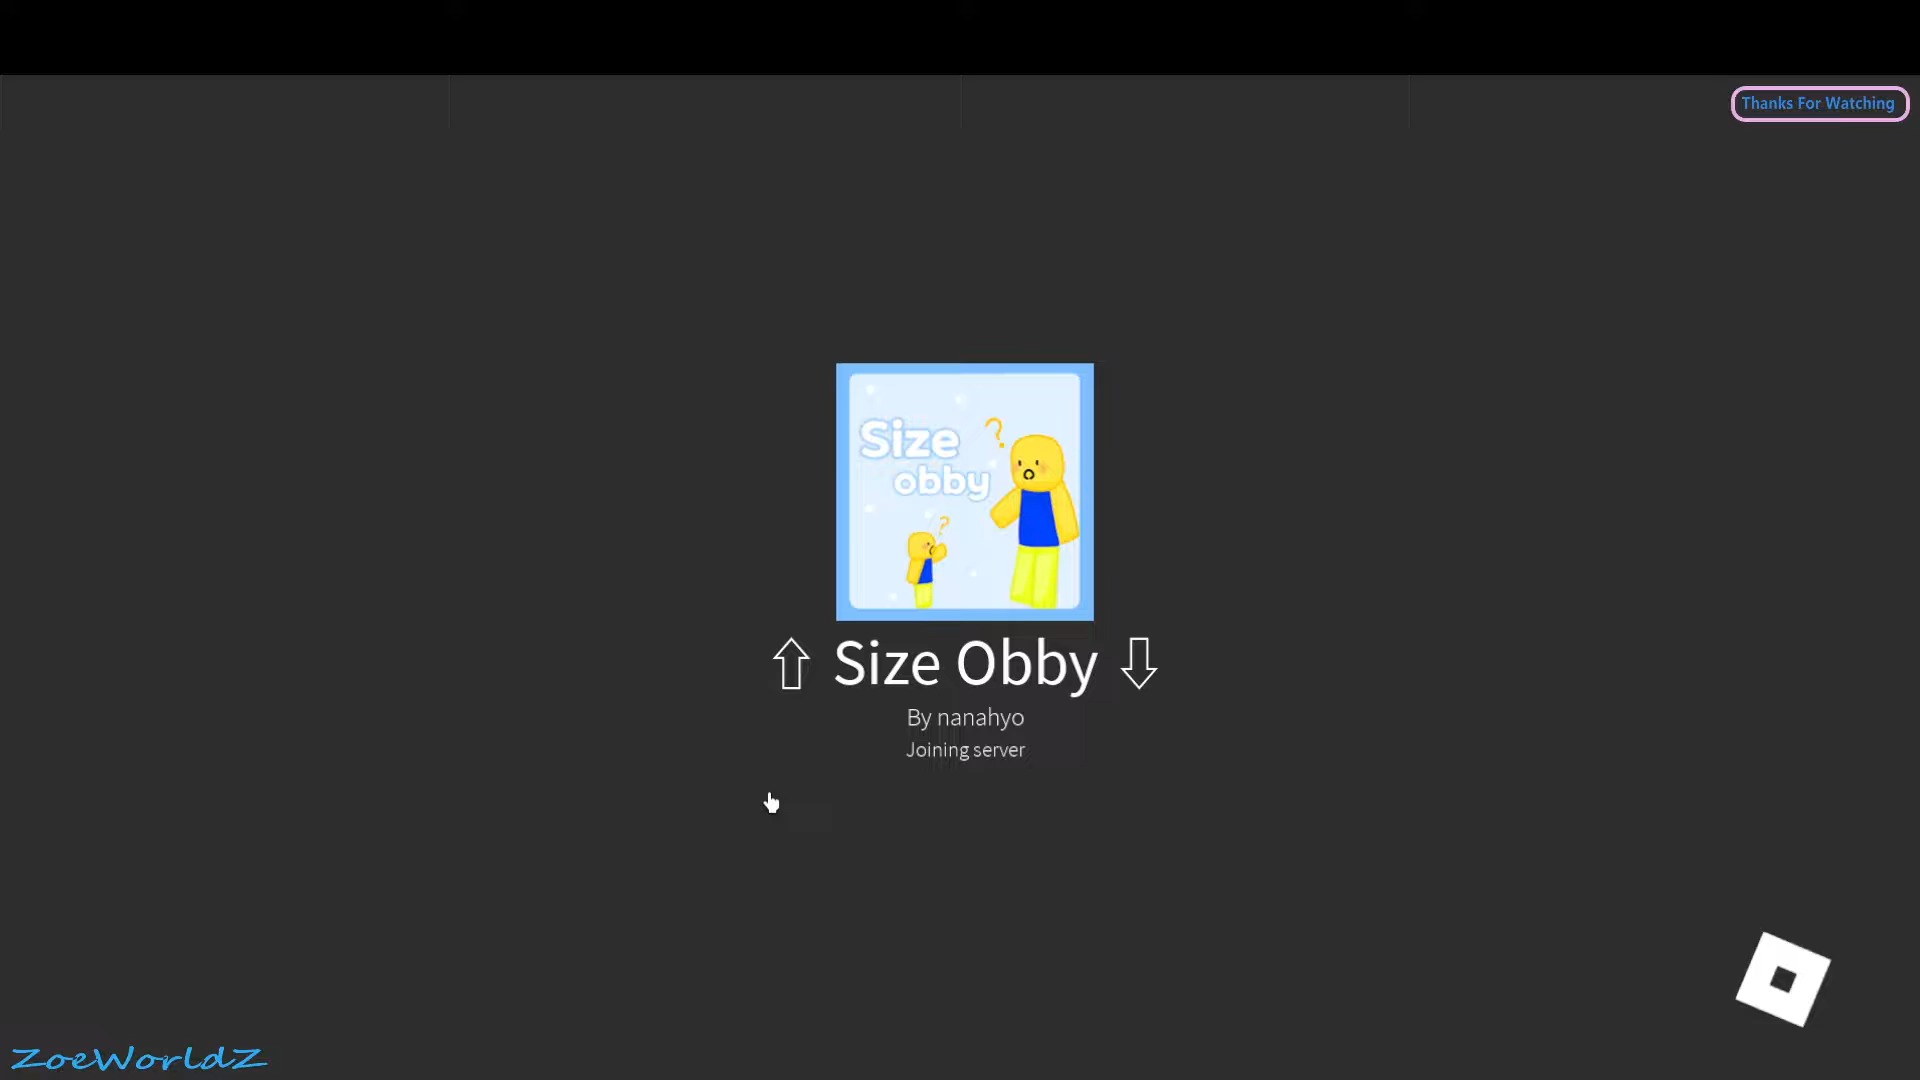 Thanks For Watching
Size
obby
?
?
⇧ Size Obby ⇩
By nanahyo
Joining server
ZoeWorldZ